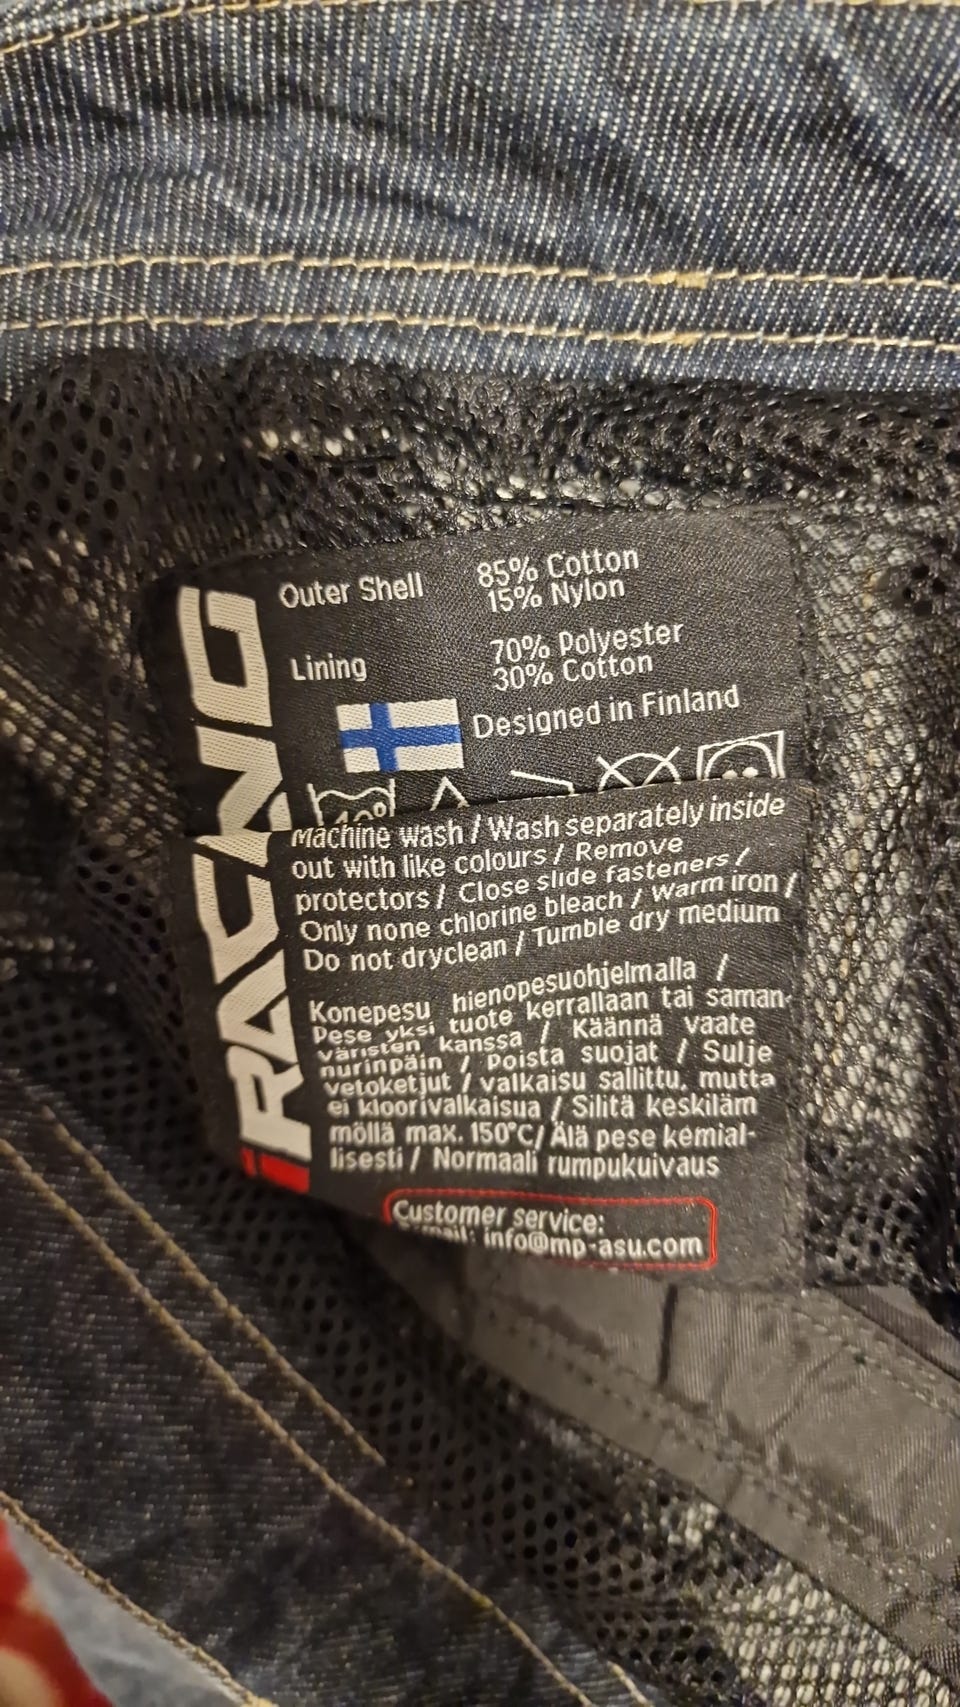 iRACING
Outer Shell 85% Cotton
15% Nylon
Lining 70% Polyester
30% Cotton
Designed in Finland
Machine wash / Wash separately inside
out with like colours / Remove
protectors / Close slide fasteners /
Only none chlorine bleach / Warm iron /
Do not dryclean / Tumble dry medium
Konepesu hienopesuohjelmalla /
Pese yksi tuote kerrallaan tai saman-
väristen kanssa / Käännä vaate
nurinpäin / Poista suojat / Sulje
vetoketjut / valkaisu sallittu, mutta
ei kloorivalkaisua / Silitä keskiläm
möllä max. 150°C/ Älä pese kemial-
lisesti / Normaali rumpukuivaus
Customer service:
info@mp-asu.com